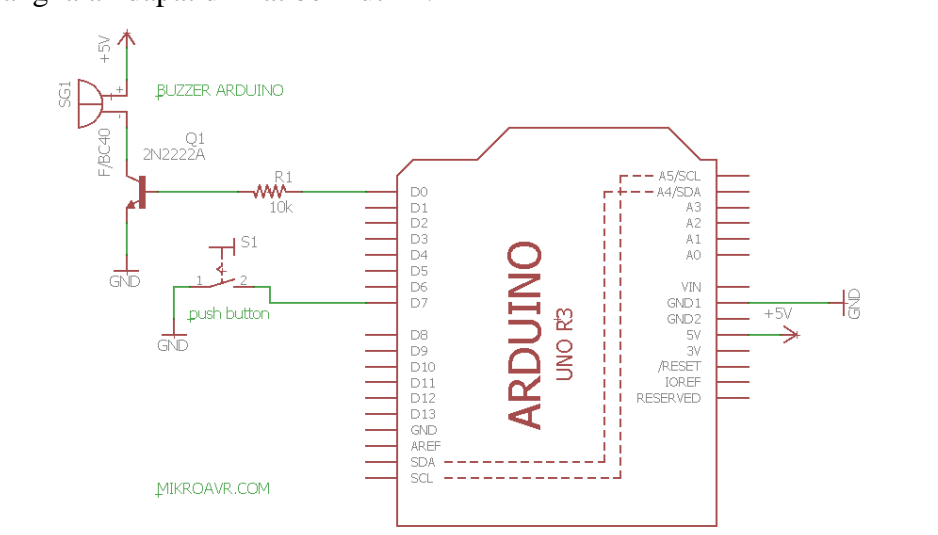 +5V
SG1
+
-
BUZZER ARDUINO
F/BC40
Q1
2N2222A
R1
10k
S1
1
2
push button
GND
GND
D0
D1
D2
D3
D4
D5
D6
D7
D8
D9
D10
D11
D12
D13
GND
AREF
SDA
SCL
ARDUINO
UNO R3
A5/SCL
A4/SDA
A3
A2
A1
A0
VIN
GND1
GND2
5V
3V
/RESET
IOREF
RESERVED
GND
+5V
MIKROAVR.COM